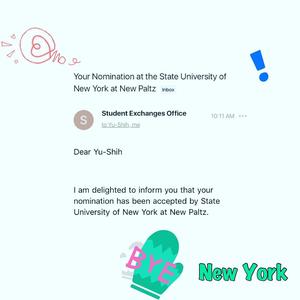 Your Nomination at the State University of
New York at New Paltz Inbox
S
Student Exchanges Office
10:11 AM
to Yu-Shih, me
Dear Yu-Shih
I am delighted to inform you that your
nomination has been accepted by State
University of New York at New Paltz.
BYE
New York